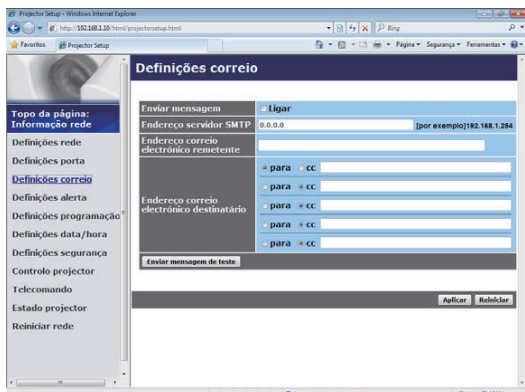 Projector Setup - Windows Internet Explorer
http://192.168.1.10/html/projectorsetup.html
Bing
Favoritos
Projector Setup
Página
Segurança
Ferramentas
Topo da página:
Informação rede
Definições rede
Definições porta
Definições correio
Definições alerta
Definições programação
Definições data/hora
Definições segurança
Controlo projector
Telecomando
Estado projector
Reiniciar rede
Definições correio
Enviar mensagem
Ligar
Endereço servidor SMTP
0.0.0.0
[por exemplo]192.168.1.254
Endereço correio
electrónico remetente
Endereço correio
electrónico destinatário
para cc
para cc
para cc
para cc
para cc
Enviar mensagem de teste
Aplicar
Reiniciar